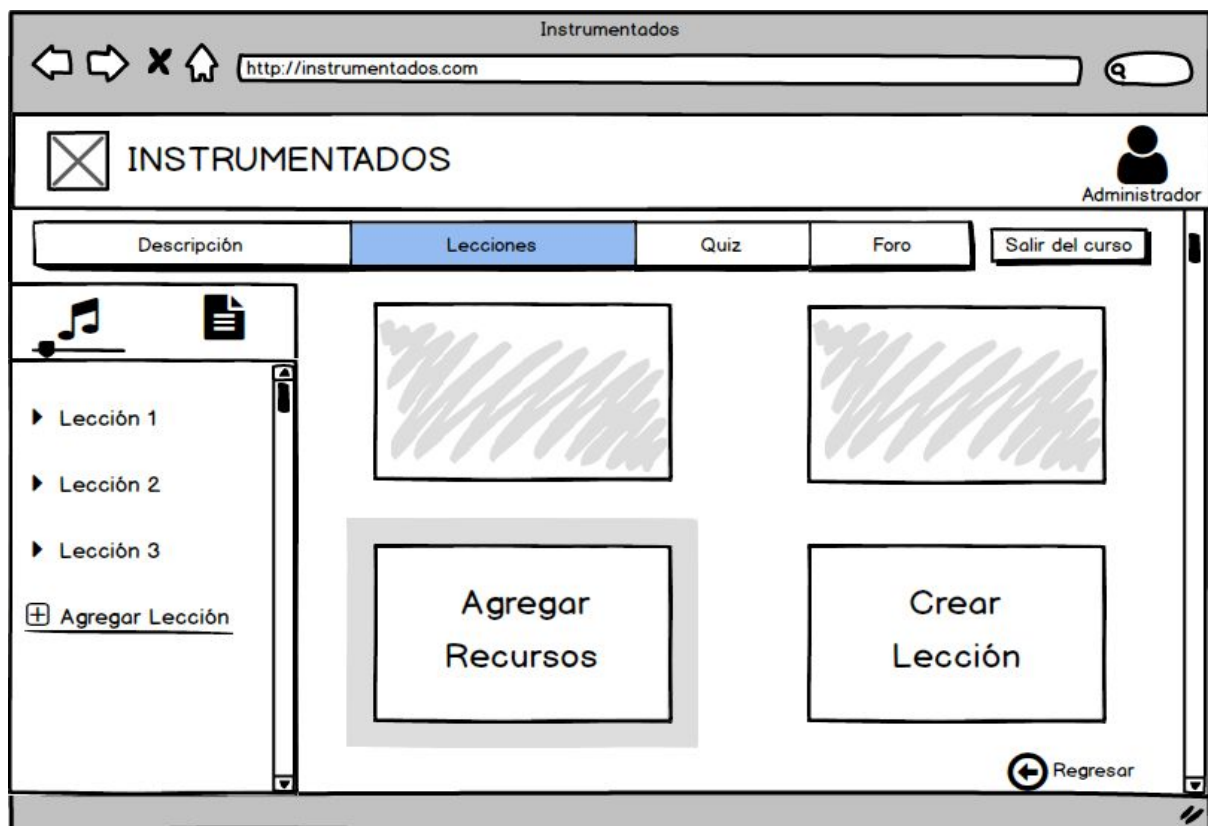 Instrumentados
http://instrumentados.com
INSTRUMENTADOS
Administrador
Descripción
Lecciones
Quiz
Foro
Salir del curso
Lección 1
Lección 2
Lección 3
Agregar Lección
Agregar
Recursos
Crear
Lección
Regresar